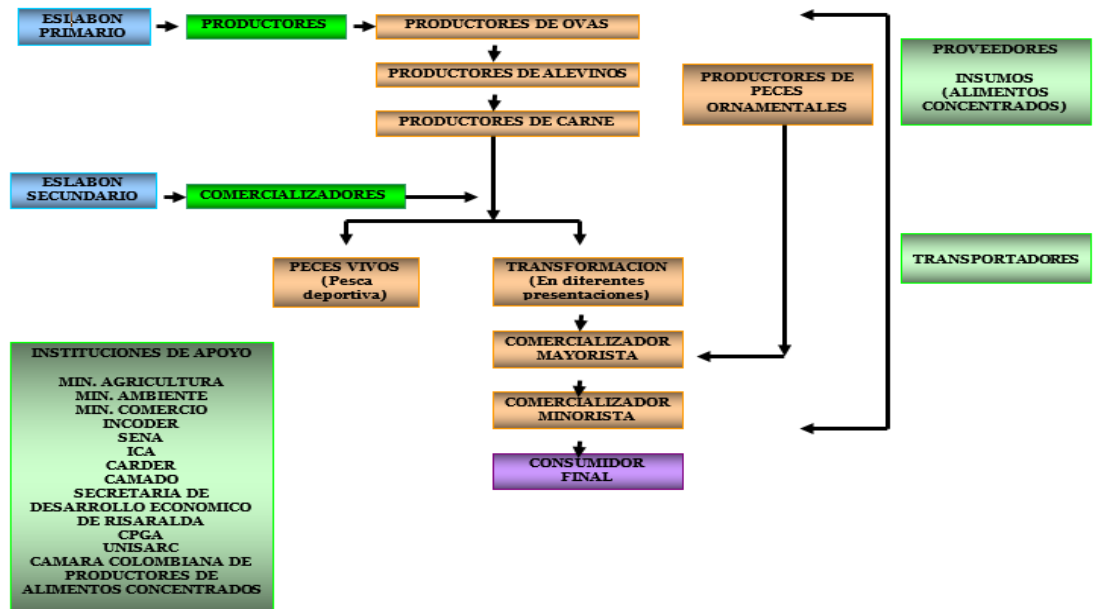 ESLABON
PRIMARIO
PRODUCTORES
PRODUCTORES DE OVAS
PRODUCTORES DE ALEVINOS
PRODUCTORES DE CARNE
PRODUCTORES DE
PECES
ORNAMENTALES
PROVEEDORES
INSUMOS
(ALIMENTOS
CONCENTRADOS)
ESLABON
SECUNDARIO
COMERCIALIZADORES
PECES VIVOS
(Pesca
deportiva)
TRANSFORMACION
(En diferentes
presentaciones)
TRANSPORTADORES
COMERCIALIZADOR
MAYORISTA
COMERCIALIZADOR
MINORISTA
CONSUMIDOR
FINAL
INSTITUCIONES DE APOYO
MIN. AGRICULTURA
MIN. AMBIENTE
MIN. COMERCIO
INCODER
SENA
ICA
CARDER
CAMADO
SECRETARIA DE
DESARROLLO ECONOMICO
DE RISARALDA
CPGA
UNISARC
CAMARA COLOMBIANA DE
PRODUCTORES DE
ALIMENTOS CONCENTRADOS